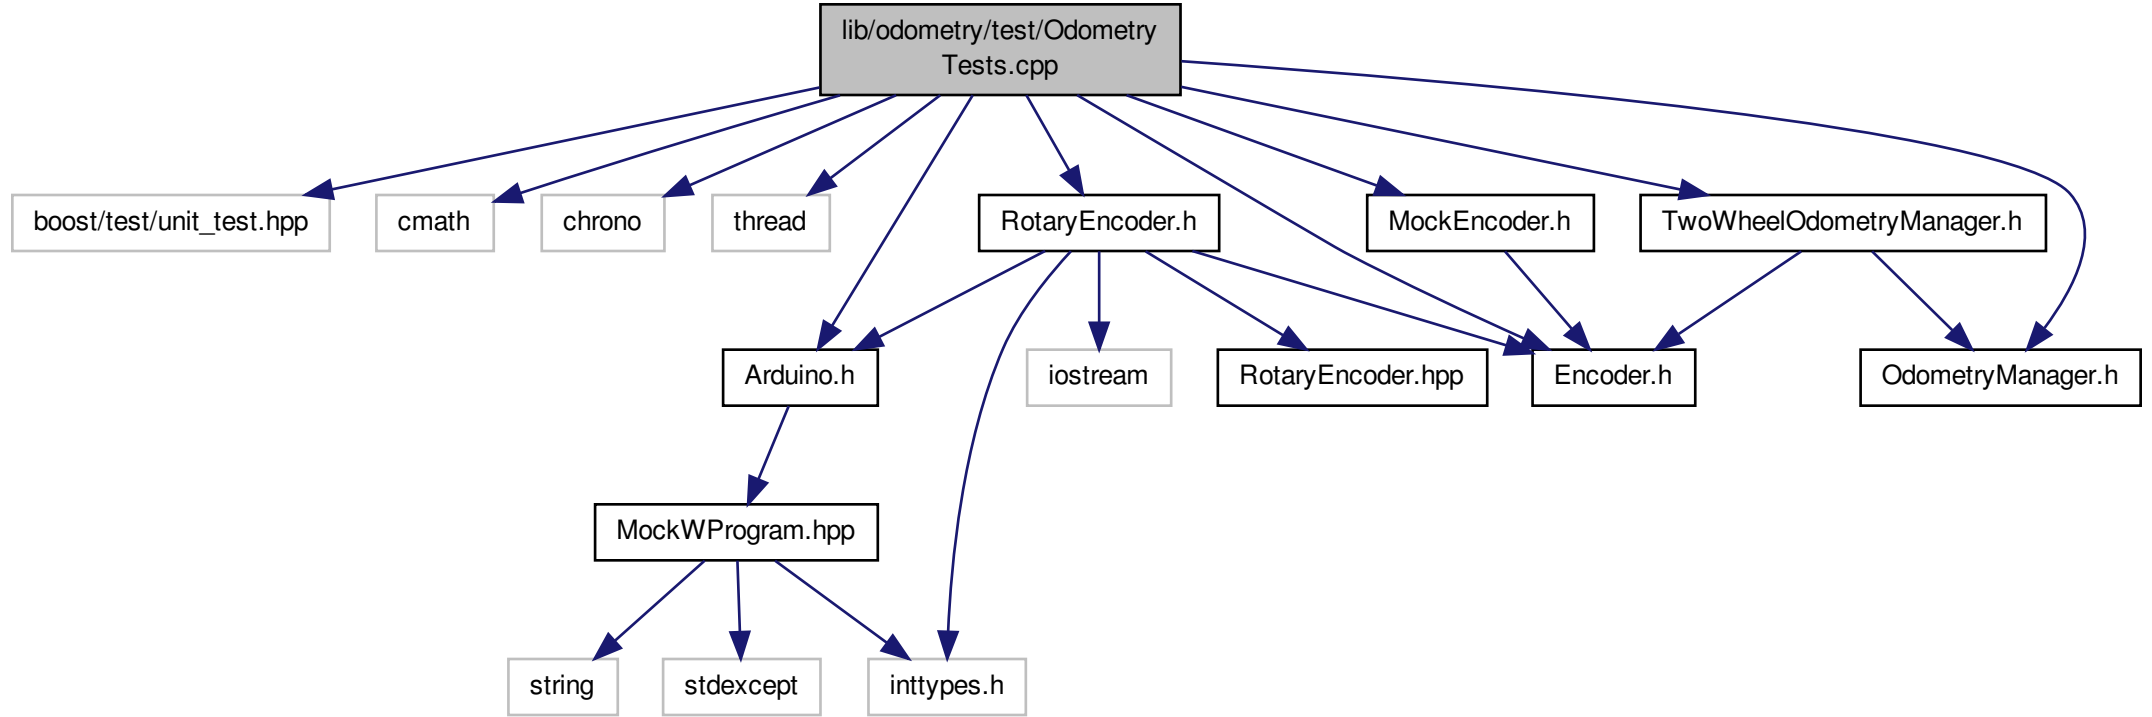 lib/odometry/test/Odometry
Tests.cpp
boost/test/unit_test.hpp
cmath
chrono
thread
RotaryEncoder.h
MockEncoder.h
TwoWheelOdometryManager.h
Arduino.h
iostream
RotaryEncoder.hpp
Encoder.h
OdometryManager.h
MockWProgram.hpp
string
stdexcept
inttypes.h